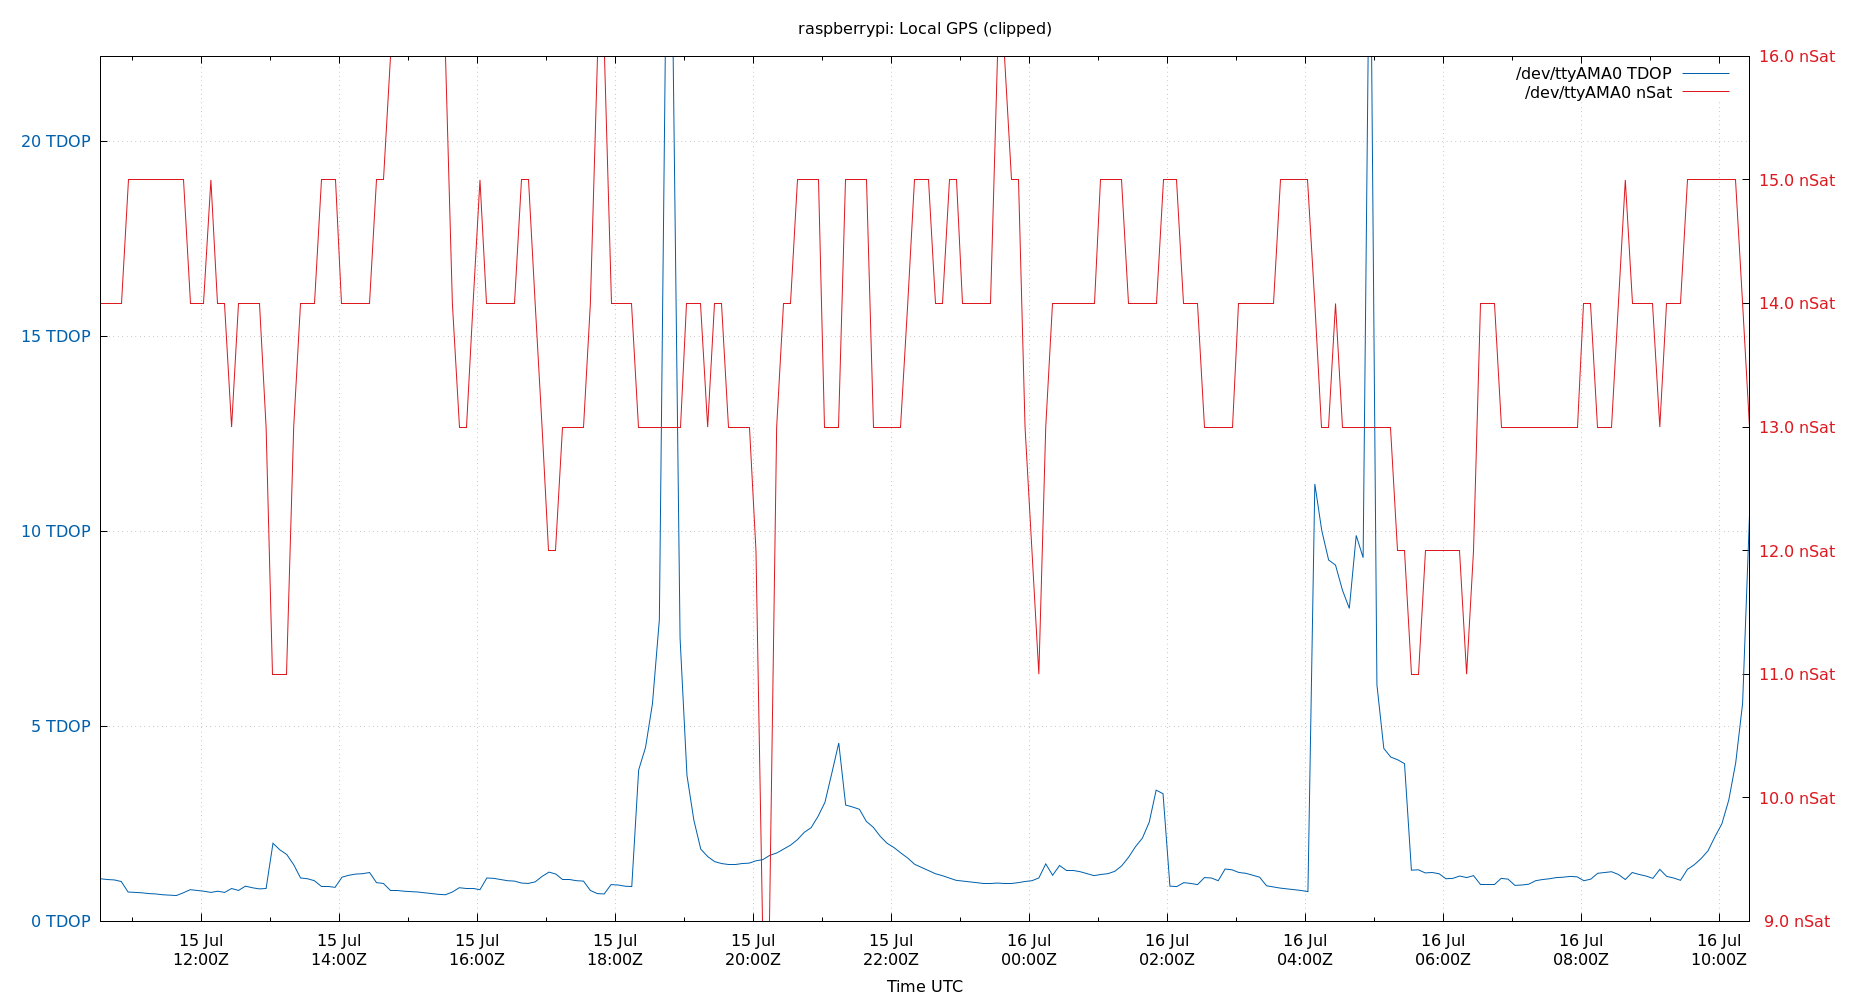 raspberrypi: Local GPS (clipped)
/dev/ttyAMA0 TDOP
/dev/ttyAMA0 nSat
20 TDOP
15 TDOP
10 TDOP
5 TDOP
0 TDOP
16.0 nSat
15.0 nSat
14.0 nSat
13.0 nSat
12.0 nSat
11.0 nSat
10.0 nSat
9.0 nSat
15 Jul
12:00Z
15 Jul
14:00Z
15 Jul
16:00Z
15 Jul
18:00Z
15 Jul
20:00Z
15 Jul
22:00Z
16 Jul
00:00Z
16 Jul
02:00Z
16 Jul
04:00Z
16 Jul
06:00Z
16 Jul
08:00Z
16 Jul
10:00Z
Time UTC